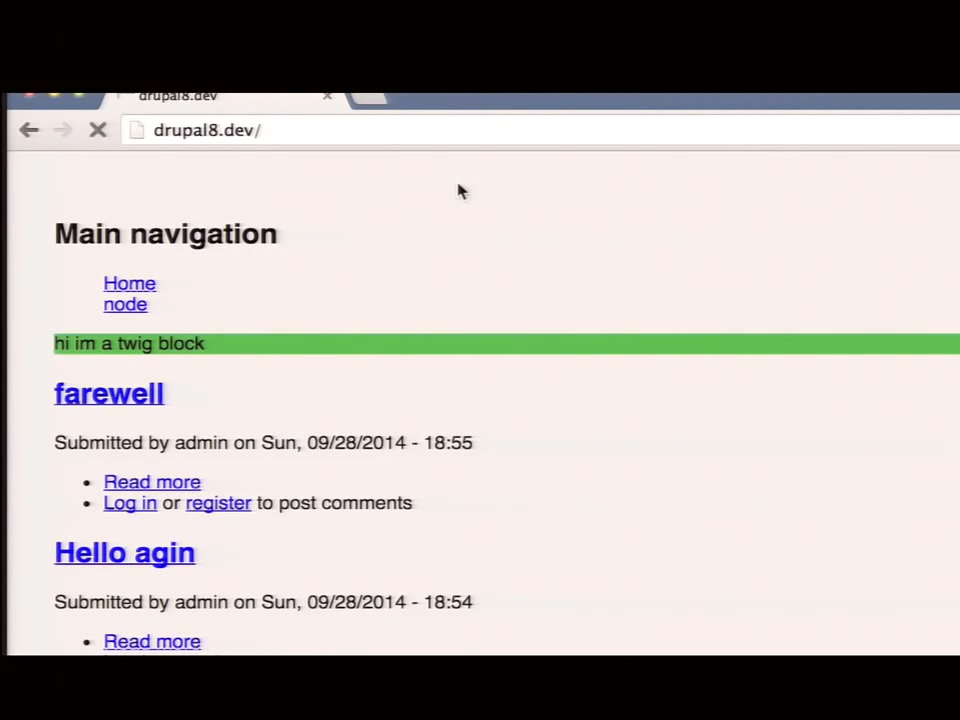 drupal8.dev
drupal8.dev/
Main navigation
Home
node
hi im a twig block
farewell
Submitted by admin on Sun, 09/28/2014 - 18:55
Read more
Log in or register to post comments
Hello agin
Submitted by admin on Sun, 09/28/2014 - 18:54
Read more